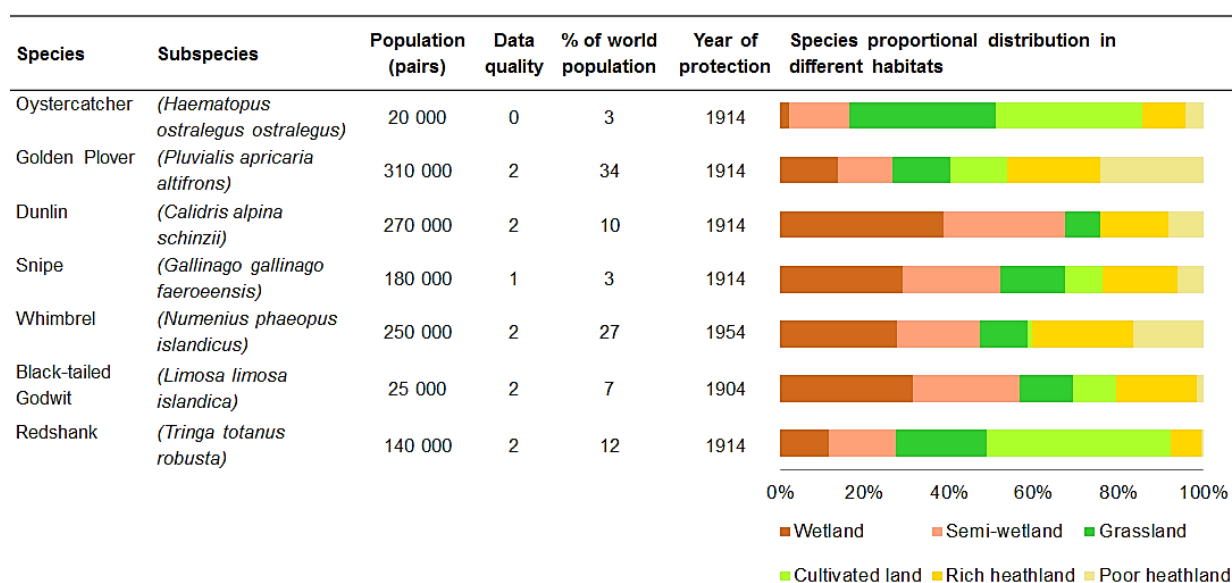 Species Subspecies Population (pairs) Data quality % of world population Year of protection Species proportional distribution in different habitats
Oystercatcher (Haematopus ostralegus ostralegus) 20 000 0 3 1914
Golden Plover (Pluvialis apricaria altifrons) 310 000 2 34 1914
Dunlin (Calidris alpina schinzii) 270 000 2 10 1914
Snipe (Gallinago gallinago faeroeensis) 180 000 1 3 1914
Whimbrel (Numenius phaeopus islandicus) 250 000 2 27 1954
Black-tailed Godwit (Limosa limosa islandica) 25 000 2 7 1904
Redshank (Tringa totanus robusta) 140 000 2 12 1914
0% 20% 40% 60% 80% 100%
Wetland Semi-wetland Grassland
Cultivated land Rich heathland Poor heathland